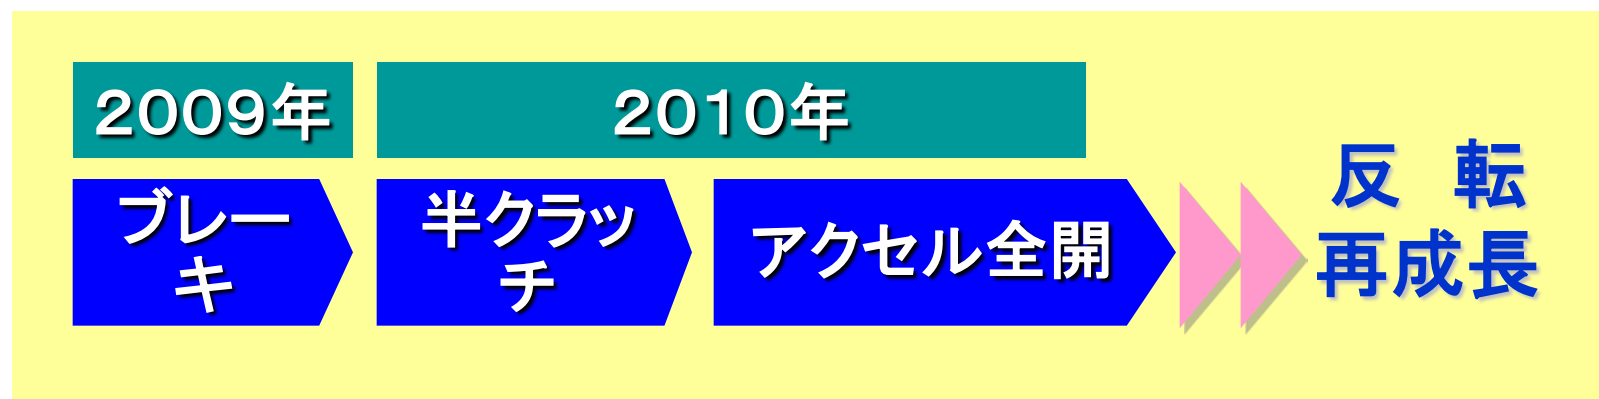 ２００９年
２０１０年
ブレー
キ
半クラッ
チ
アクセル全開
反　転
再成長